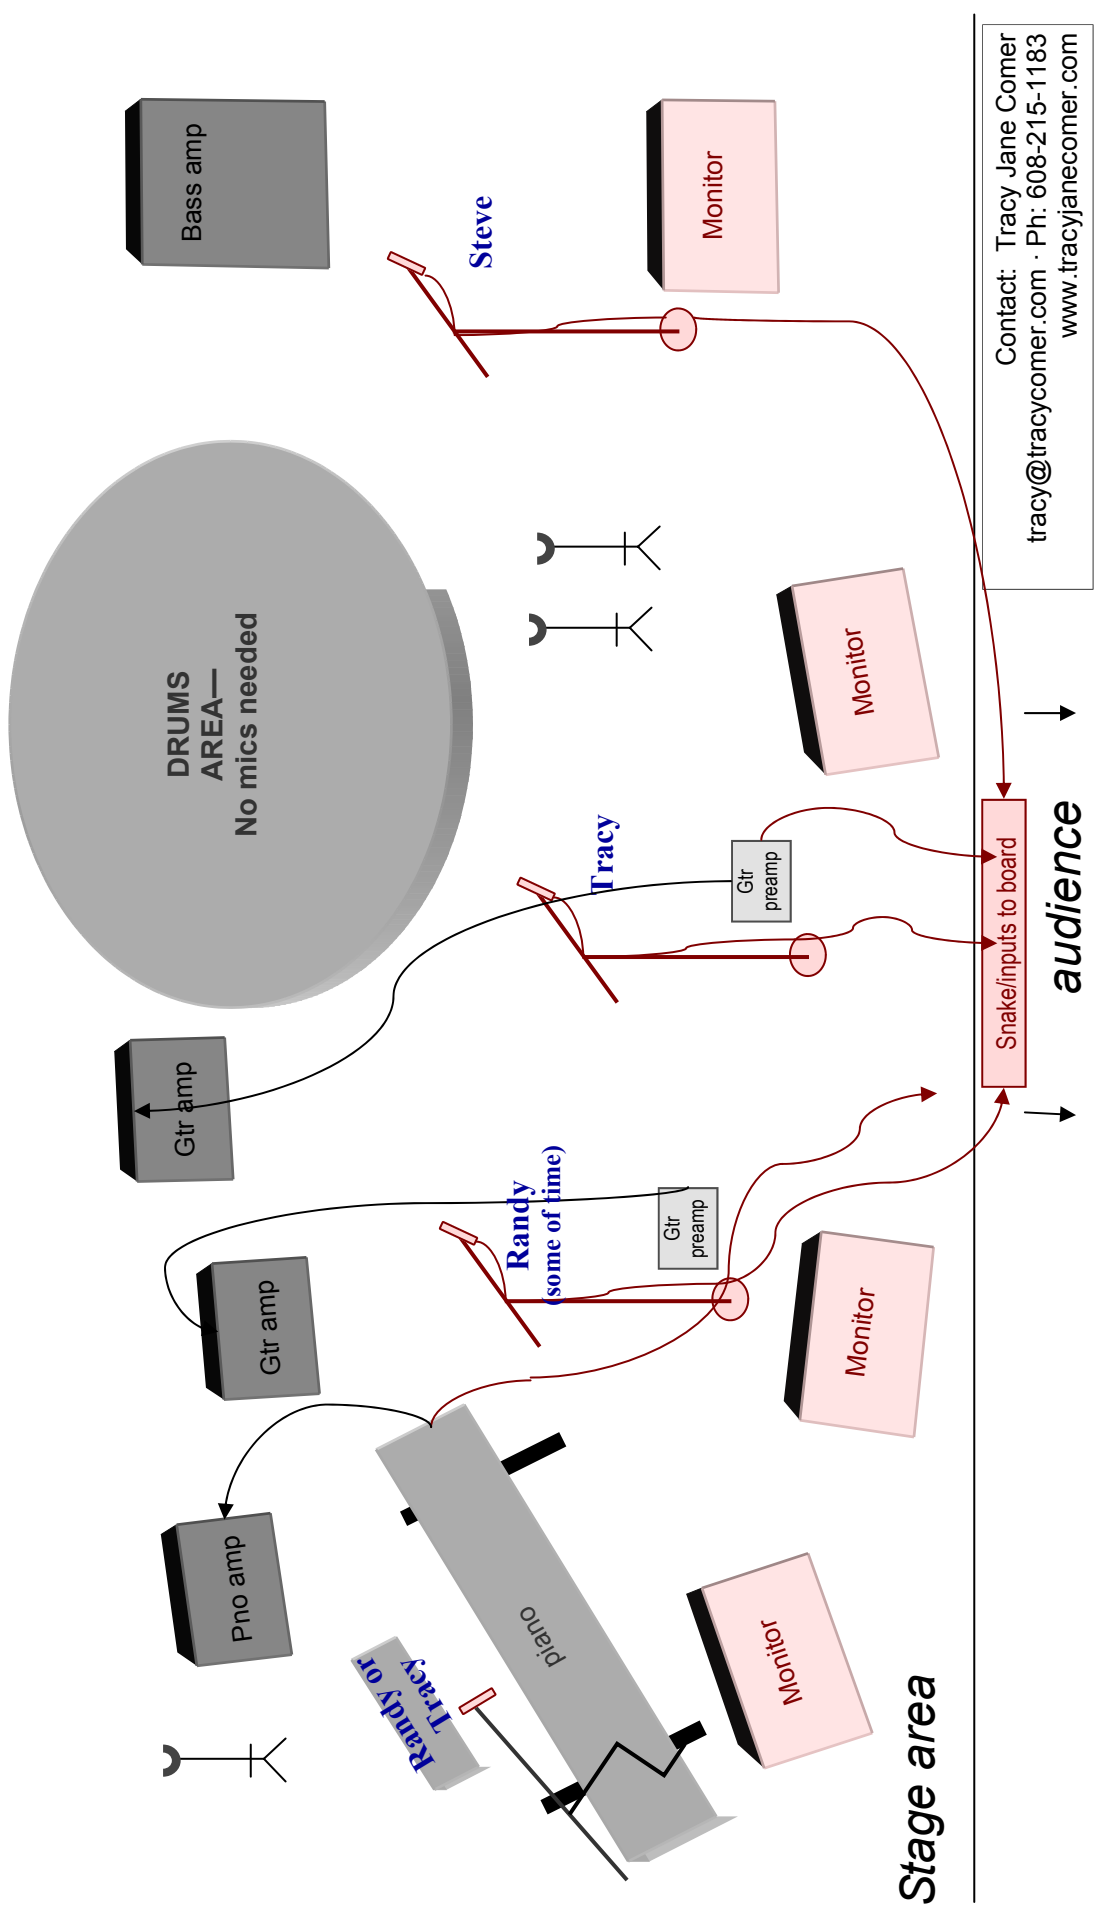 Bass amp
Steve
Monitor
DRUMS
AREA—
No mics needed
Monitor
Tracy
Gtr
preamp
Gtr amp
Randy
(some of time)
Gtr
preamp
Gtr amp
Monitor
Pno amp
Randy or
Tracy
piano
Monitor
Stage area
Snake/inputs to board
audience
Contact:  Tracy Jane Comer
tracy@tracycomer.com · Ph: 608-215-1183
www.tracyjanecomer.com